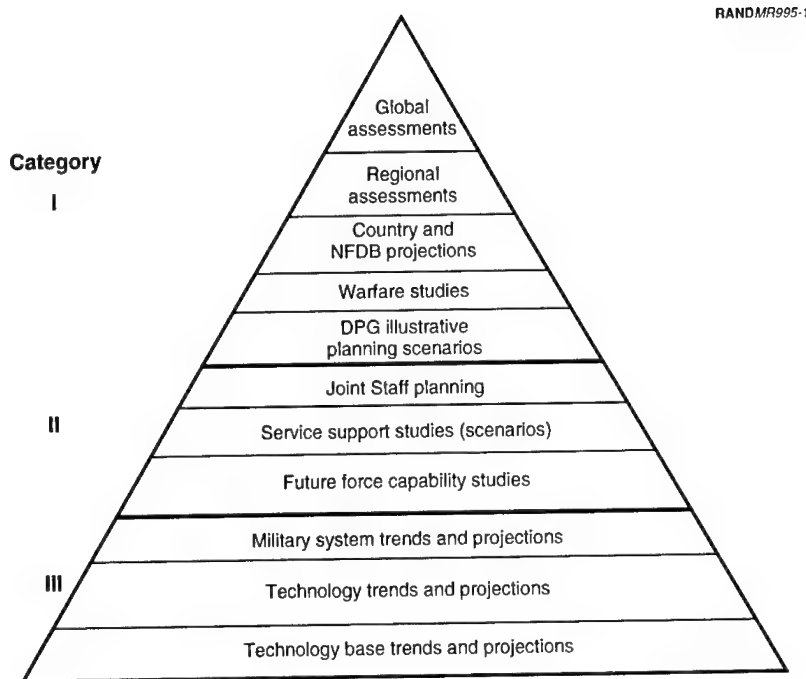 RANDMR995-1
Global
assessments
Category
Regional
assessments
I
Country and
NFDB projections
Warfare studies
DPG illustrative
planning scenarios
Joint Staff planning
II
Service support studies (scenarios)
Future force capability studies
Military system trends and projections
III
Technology trends and projections
Technology base trends and projections